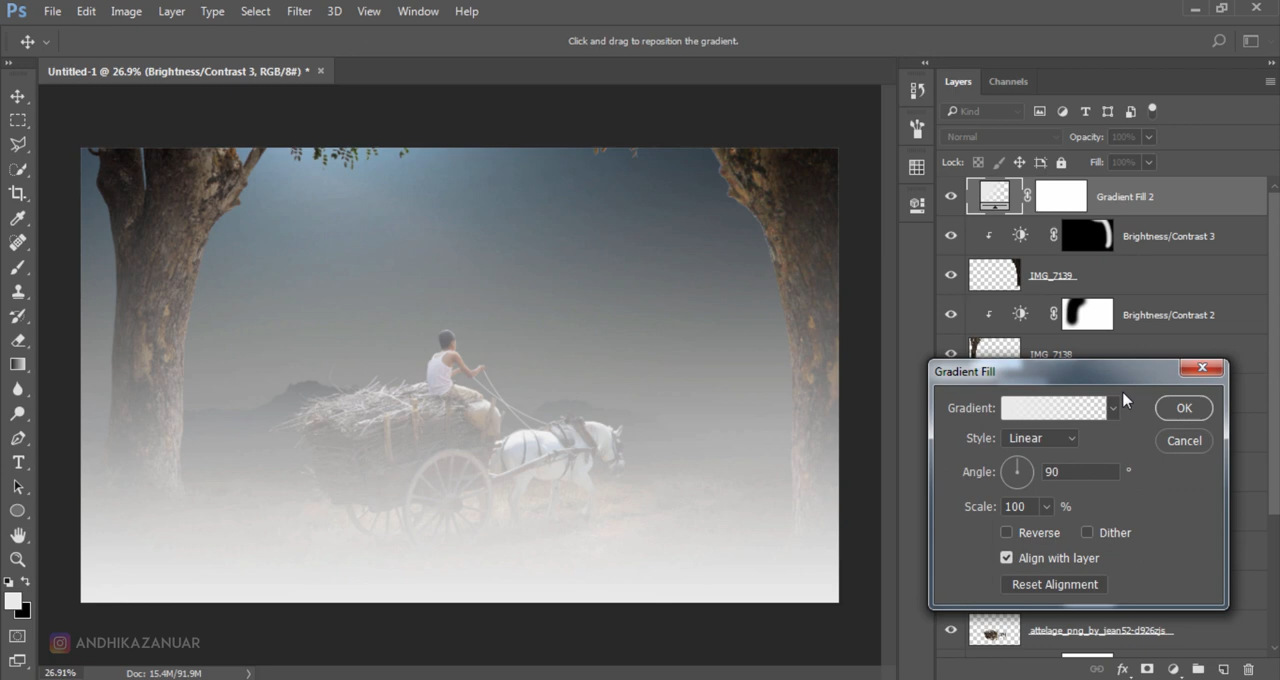 Ps File Edit Image Layer Type Select Filter 3D View Window Help
Click and drag to reposition the gradient.
Untitled-1 @ 26.9% (Brightness/Contrast 3, RGB/8#) * ×
Layers Channels
Kind
Normal Opacity: 100%
Lock: Fill: 100%
Gradient Fill 2
Brightness/Contrast 3
IMG_7139
Brightness/Contrast 2
IMG_7138
Gradient Fill
Gradient: OK
Style: Linear Cancel
Angle: 90 °
Scale: 100 %
Reverse Dither
Align with layer
Reset Alignment
attelage_png_by_jean52-d926zjs
ANDHIKAZANUAR
26.91% Doc: 15.4M/91.9M